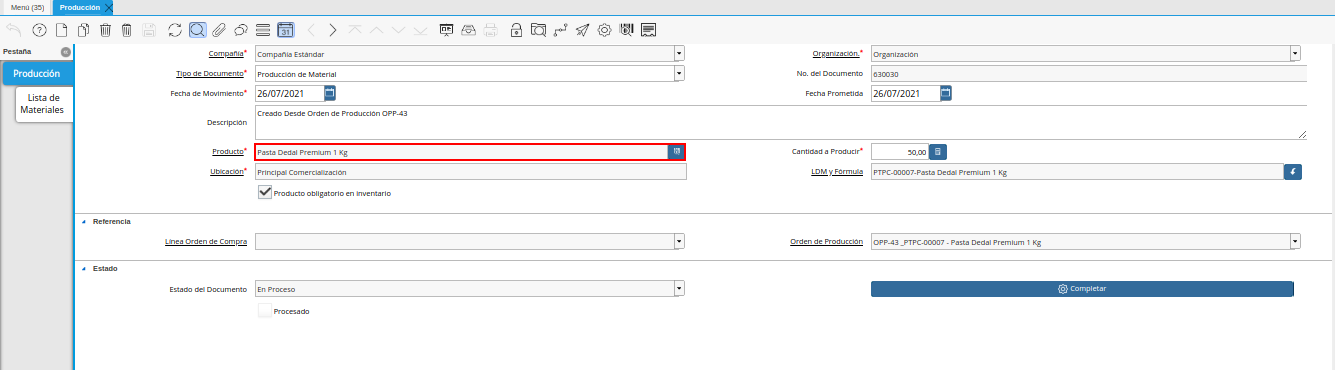 Menú (35) Producción
31
Pestaña
Producción
Lista de Materiales
Compañía* Compañía Estándar Organización.* Organización
Tipo de Documento* Producción de Material No. del Documento 630030
Fecha de Movimiento* 26/07/2021 Fecha Prometida 26/07/2021
Descripción Creado Desde Orden de Producción OPP-43
Producto* Pasta Dedal Premium 1 Kg Cantidad a Producir* 50,00
Ubicación* Principal Comercialización LDM y Fórmula PTPC-00007-Pasta Dedal Premium 1 Kg
Producto obligatorio en inventario
Referencia
Línea Orden de Compra Orden de Producción OPP-43 _PTPC-00007 - Pasta Dedal Premium 1 Kg
Estado
Estado del Documento En Proceso Completar
Procesado